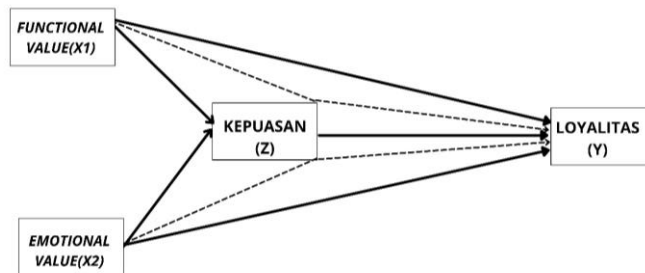 FUNCTIONAL
VALUE(X1)
KEPUASAN
(Z)
LOYALITAS
(Y)
EMOTIONAL
VALUE(X2)